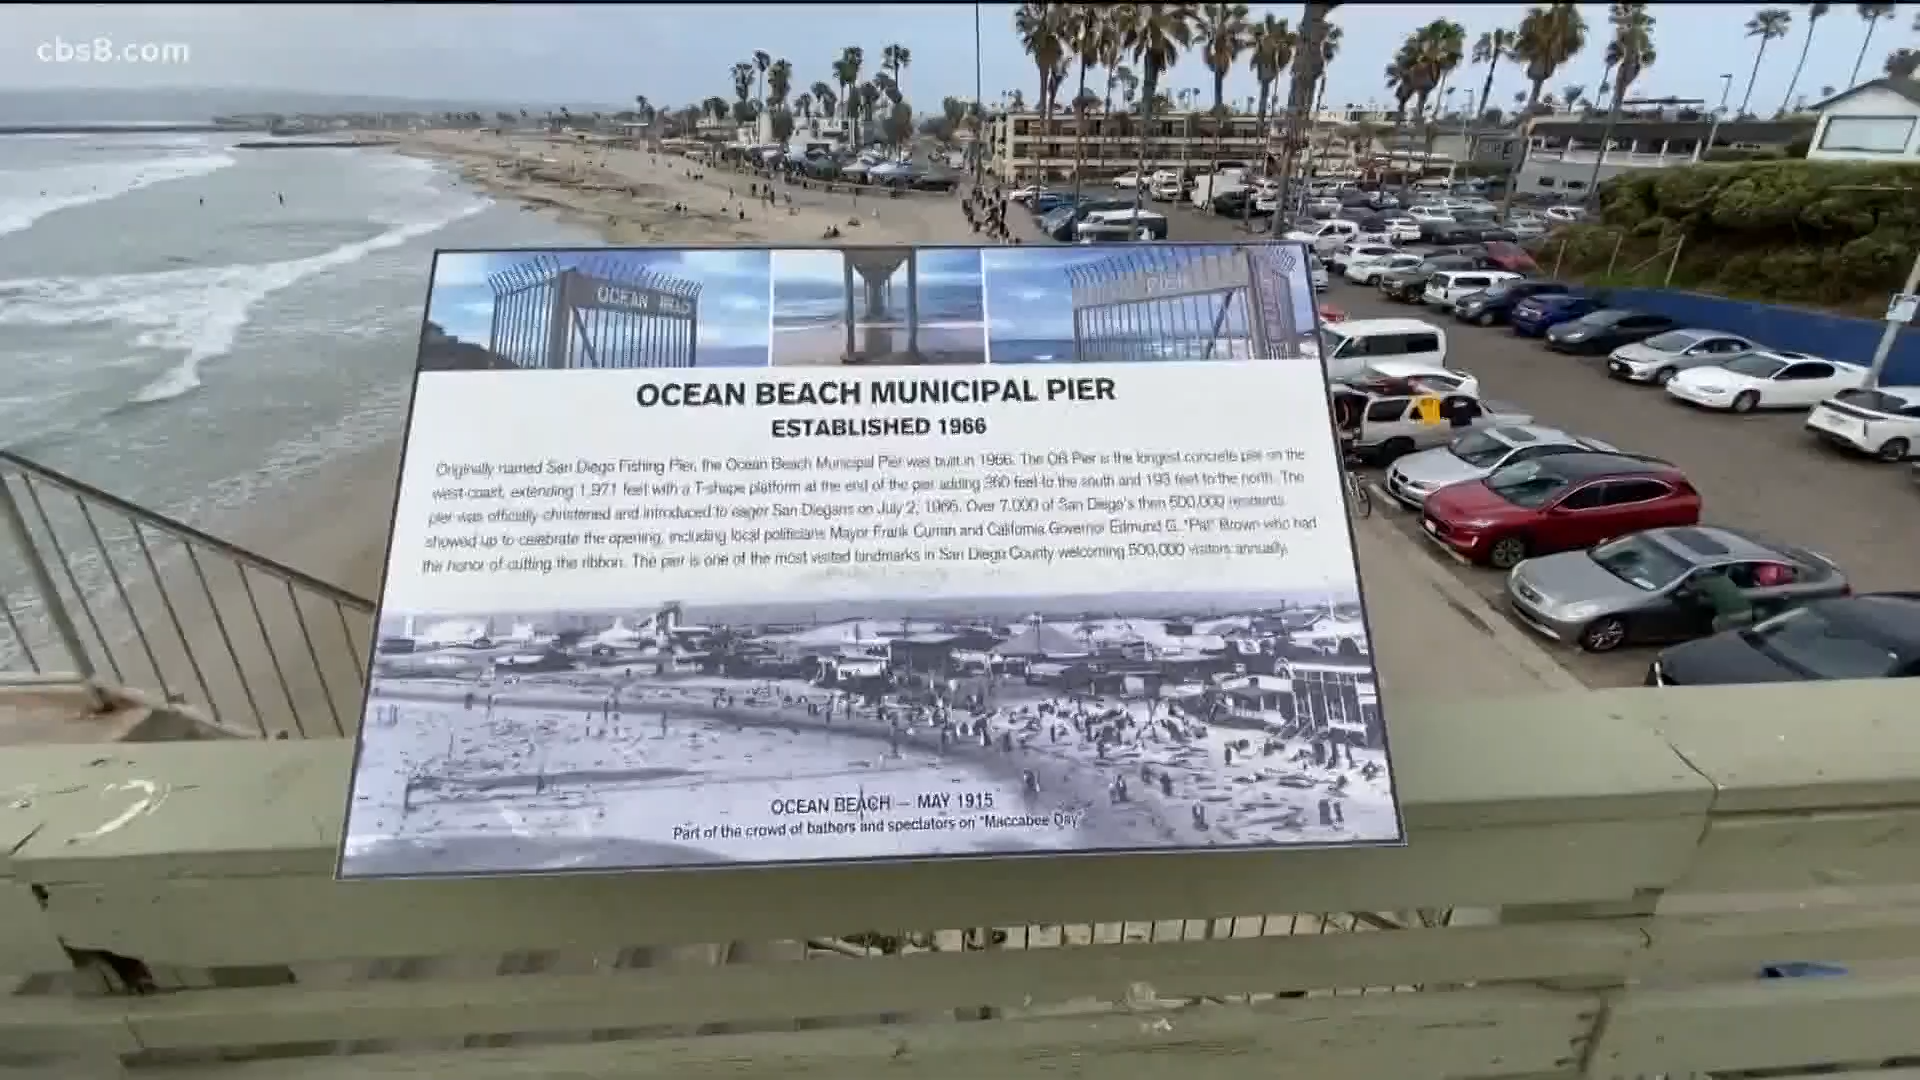 cbs8.com
OCEAN BEACH
PIER
OCEAN BEACH MUNICIPAL PIER
ESTABLISHED 1966
Originally named San Diego Fishing Pier, the Ocean Beach Municipal Pier was built in 1966. The OB Pier is the longest concrete pier on the
west coast, extending 1,971 feet with a T-shape platform at the end of the pier adding 360 feet to the south and 193 feet to the north. The
pier was officially christened and introduced to eager San Diegans on July 2, 1966. Over 7,000 of San Diego's then 500,000 residents
showed up to celebrate the opening, including local politicians Mayor Frank Curran and California Governor Edmund G. "Pat" Brown who had
the honor of cutting the ribbon. The pier is one of the most visited landmarks in San Diego County welcoming 500,000 visitors annually.
OCEAN BEACH – MAY 1915
Part of the crowd of bathers and spectators on "Maccabee Day"